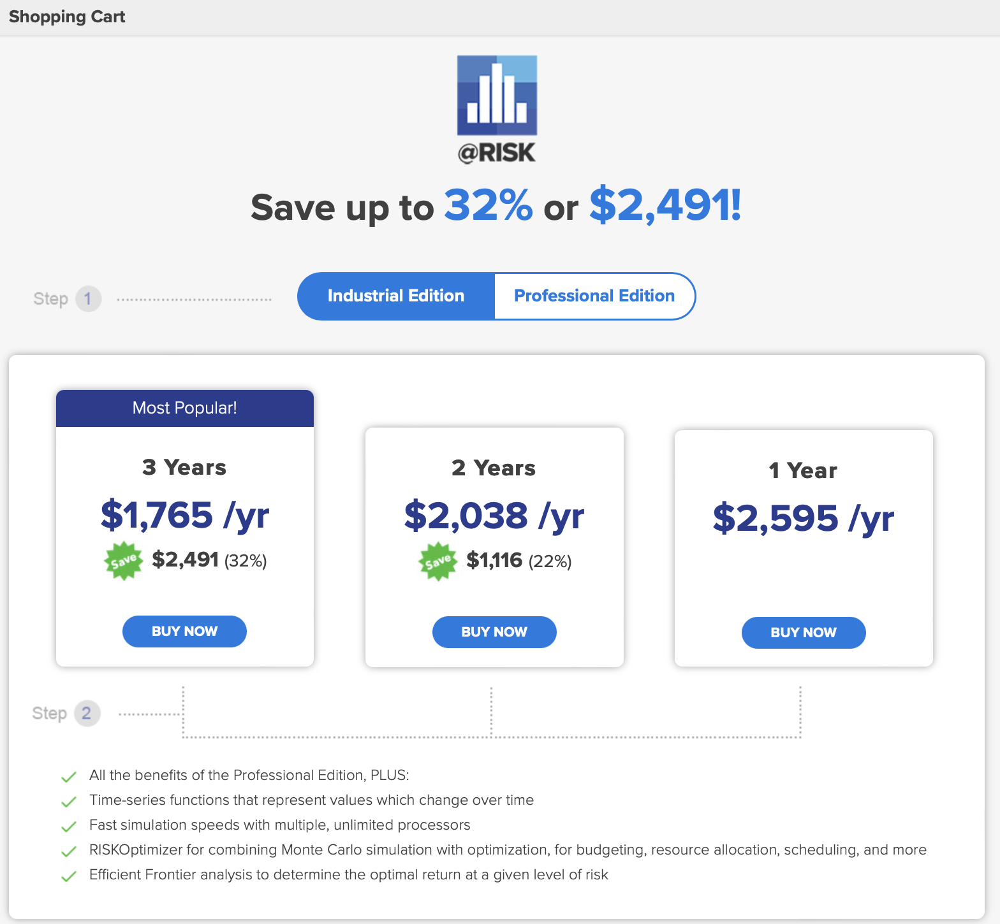 Shopping Cart
@RISK
Save up to 32% or $2,491!
Step 1
Industrial Edition
Professional Edition
Most Popular!
3 Years
$1,765 /yr
Save $2,491 (32%)
BUY NOW
2 Years
$2,038 /yr
Save $1,116 (22%)
BUY NOW
1 Year
$2,595 /yr
BUY NOW
Step 2
All the benefits of the Professional Edition, PLUS:
Time-series functions that represent values which change over time
Fast simulation speeds with multiple, unlimited processors
RISKOptimizer for combining Monte Carlo simulation with optimization, for budgeting, resource allocation, scheduling, and more
Efficient Frontier analysis to determine the optimal return at a given level of risk